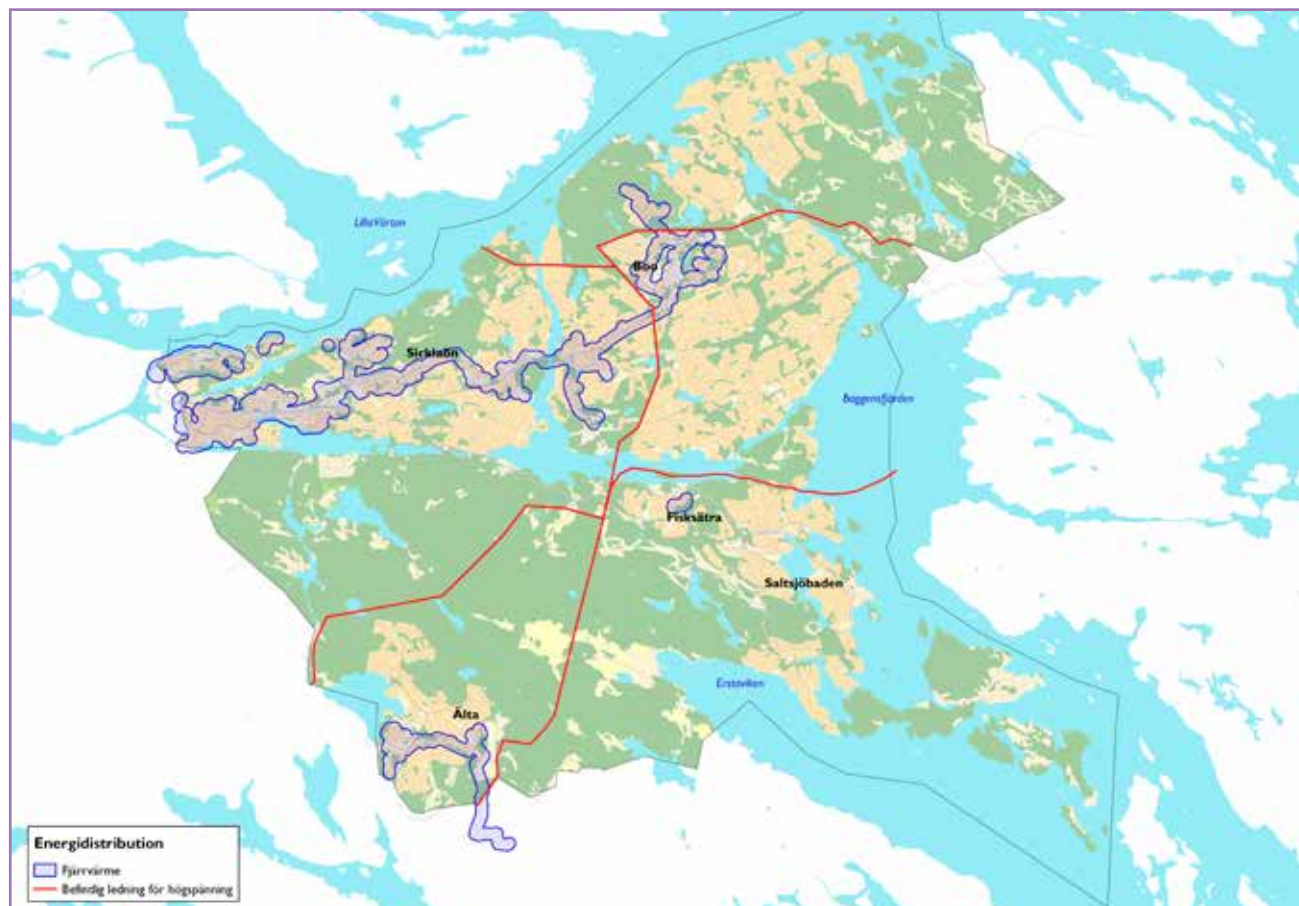 Lilla Värtan
Boo
Sicklaön
Baggensfjärden
Fisksätra
Saltsjöbaden
Erstaviken
Älta
Energidistribution
Fjärrvärme
Befintlig ledning för högspänning